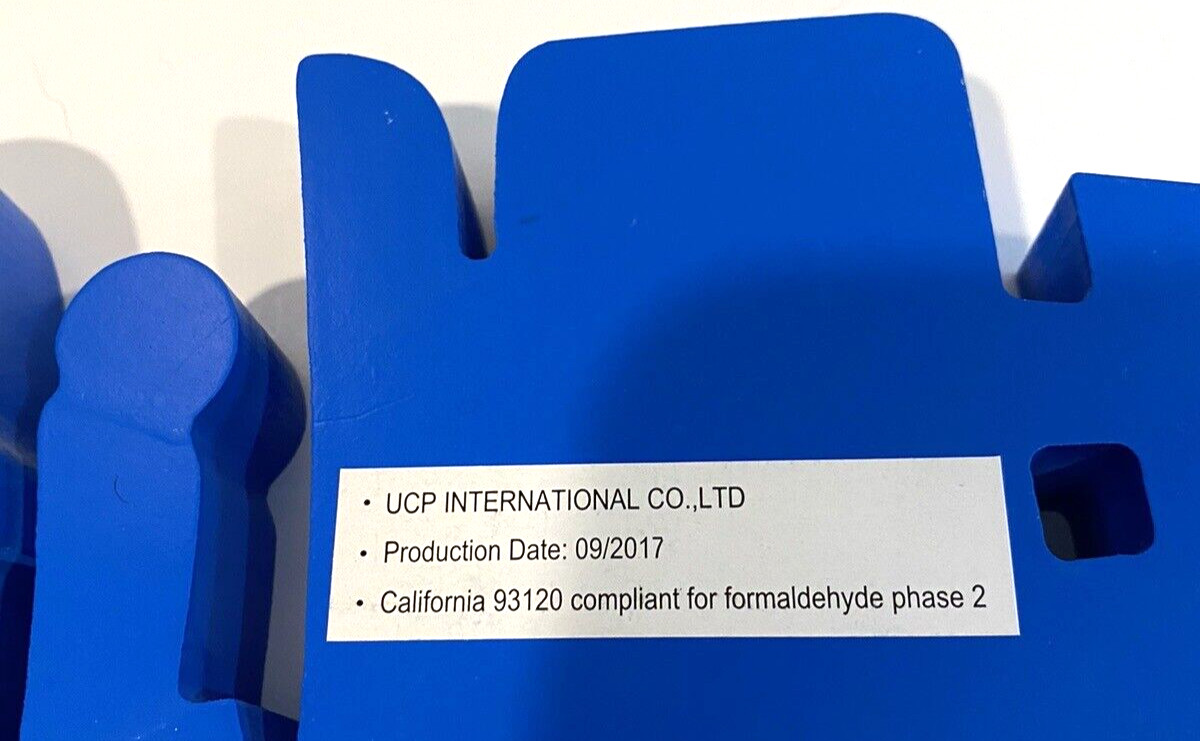 • UCP INTERNATIONAL CO.,LTD
• Production Date: 09/2017
• California 93120 compliant for formaldehyde phase 2